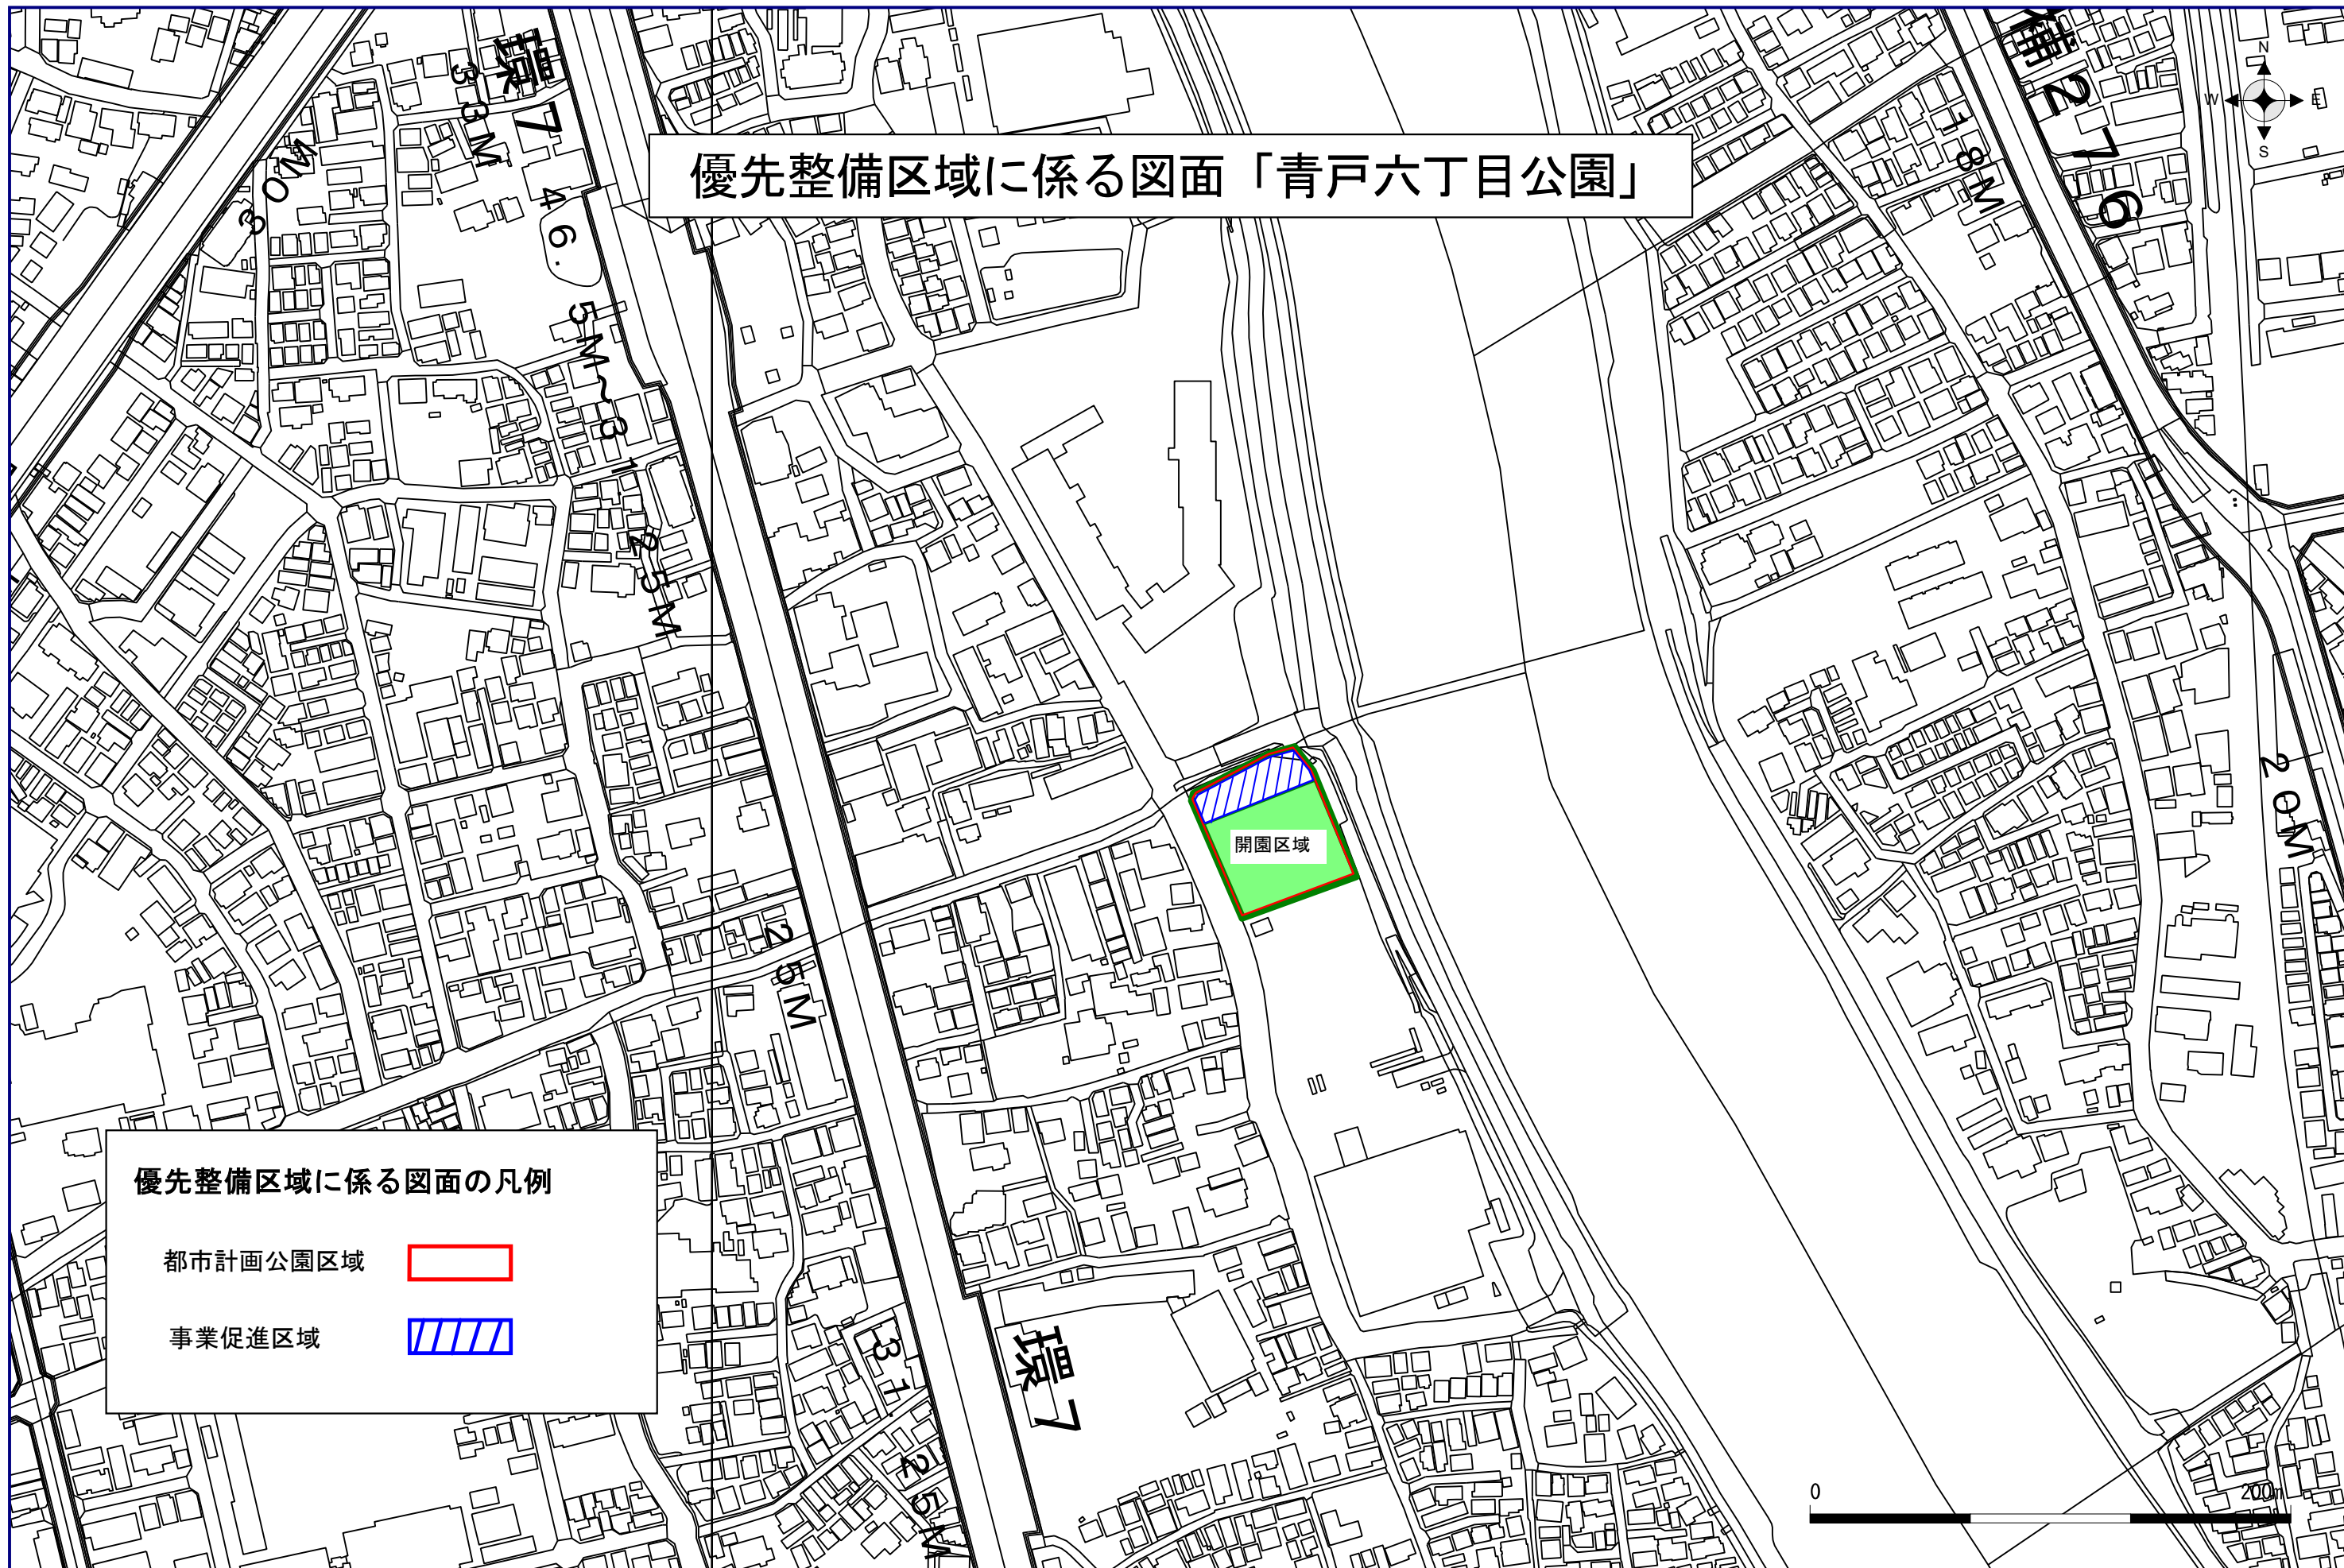 環7
33M
30M
46.5M~31.25M
補276
18M
N
W
E
S
優先整備区域に係る図面「青戸六丁目公園」
開園区域
20M
25M
優先整備区域に係る図面の凡例
都市計画公園区域
事業促進区域
環7
31.25M
0
200m